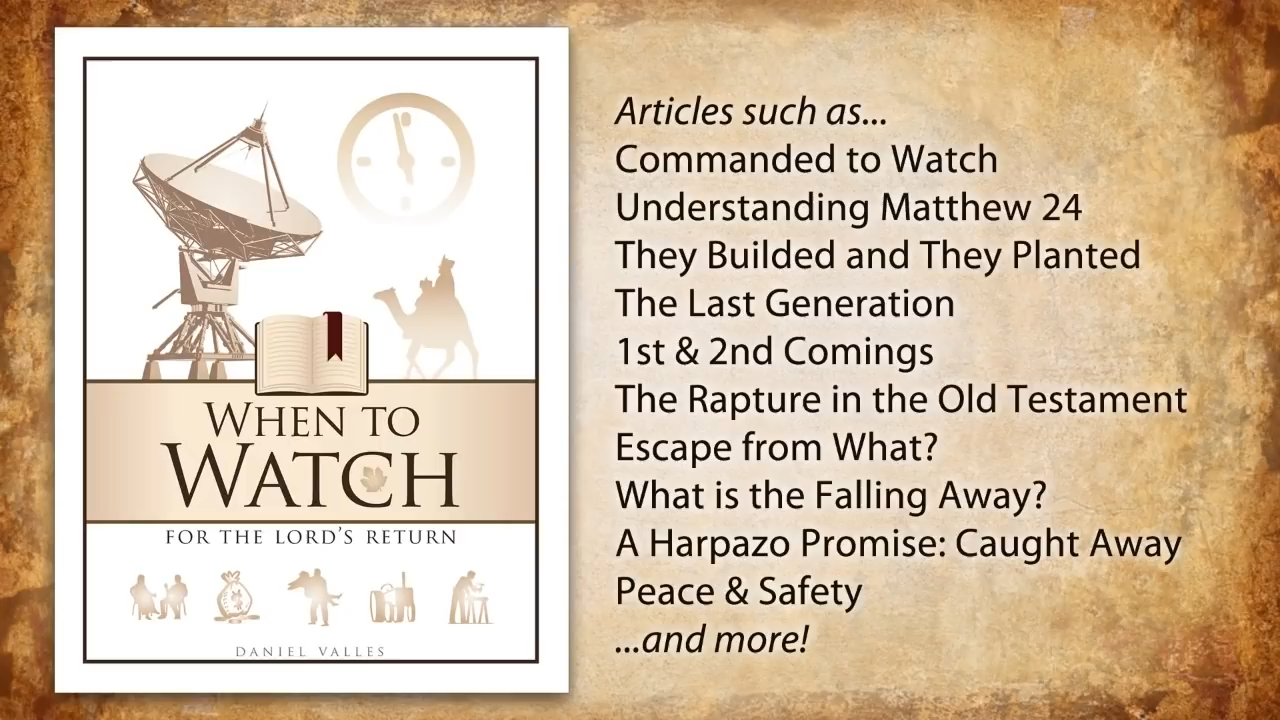 WHEN TO
WATCH
FOR THE LORD'S RETURN
DANIEL VALLES
Articles such as...
Commanded to Watch
Understanding Matthew 24
They Builded and They Planted
The Last Generation
1st & 2nd Comings
The Rapture in the Old Testament
Escape from What?
What is the Falling Away?
A Harpazo Promise: Caught Away
Peace & Safety
...and more!